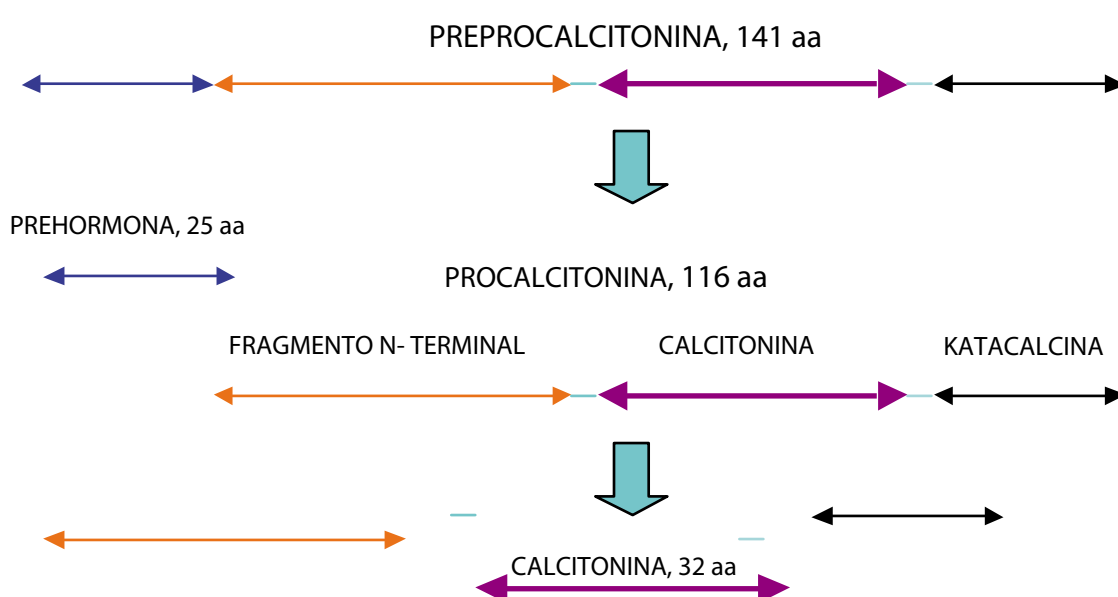 PREPROCALCITONINA, 141 aa
PREHORMONA, 25 aa
PROCALCITONINA, 116 aa
FRAGMENTO N- TERMINAL
CALCITONINA
KATACALCINA
CALCITONINA, 32 aa